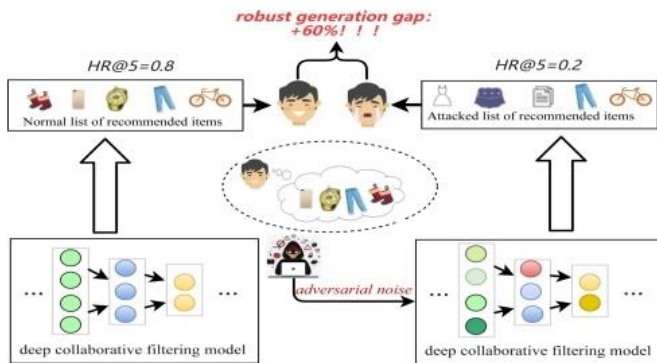 robust generation gap:
+60%! ! !
HR@5=0.8
HR@5=0.2
Normal list of recommended items
Attacked list of recommended items
...
...
adversarial noise
...
...
deep collaborative filtering model
deep collaborative filtering model